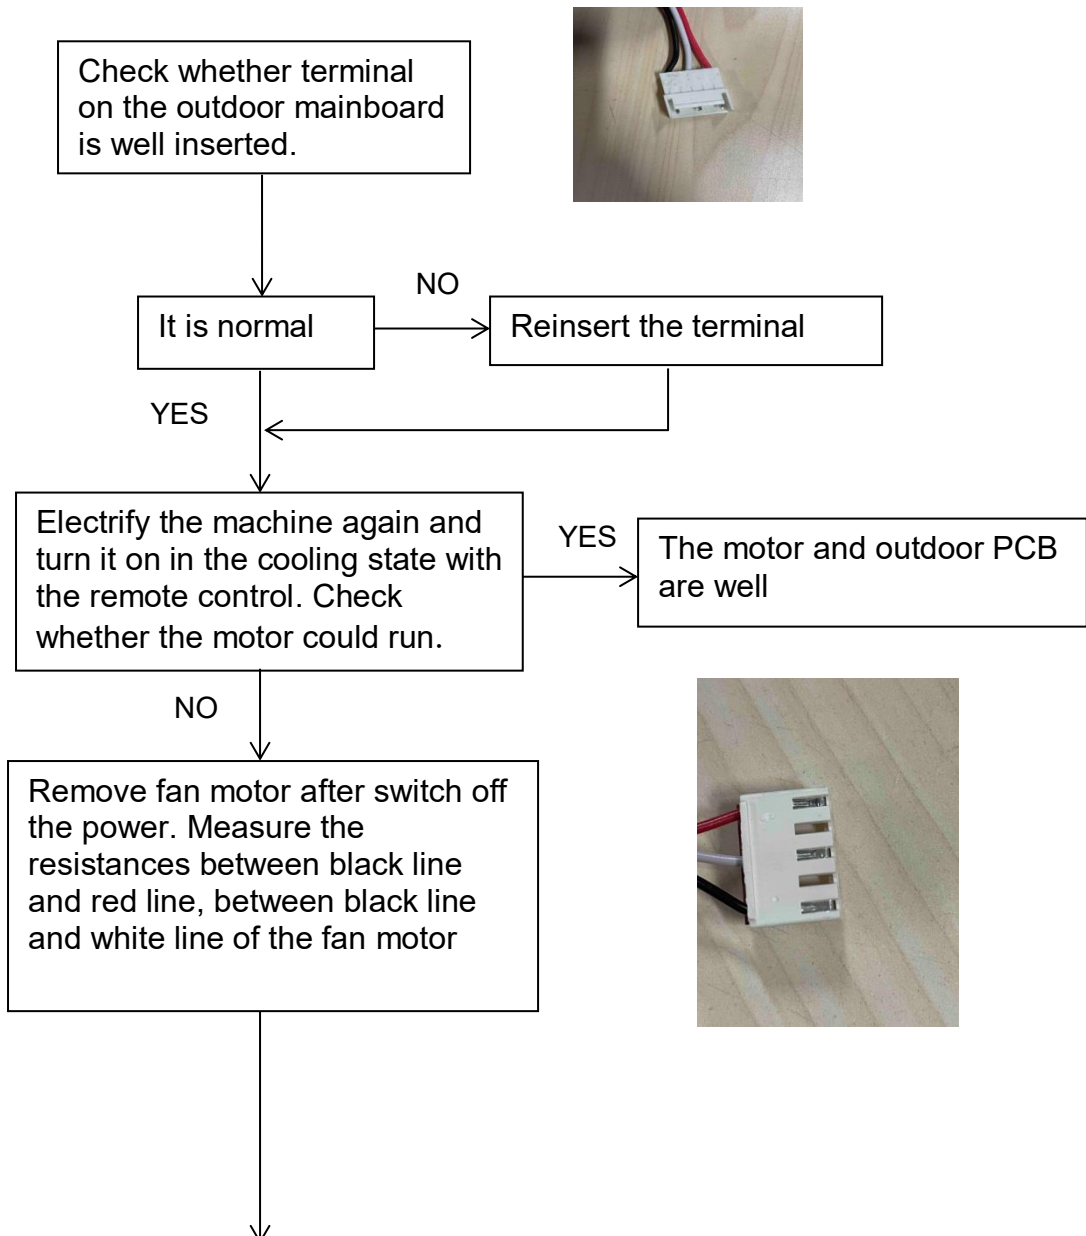 Check whether terminal
on the outdoor mainboard
is well inserted.
NO
It is normal
Reinsert the terminal
YES
Electrify the machine again and
turn it on in the cooling state with
the remote control. Check
whether the motor could run.
YES
The motor and outdoor PCB
are well
NO
Remove fan motor after switch off
the power. Measure the
resistances between black line
and red line, between black line
and white line of the fan motor